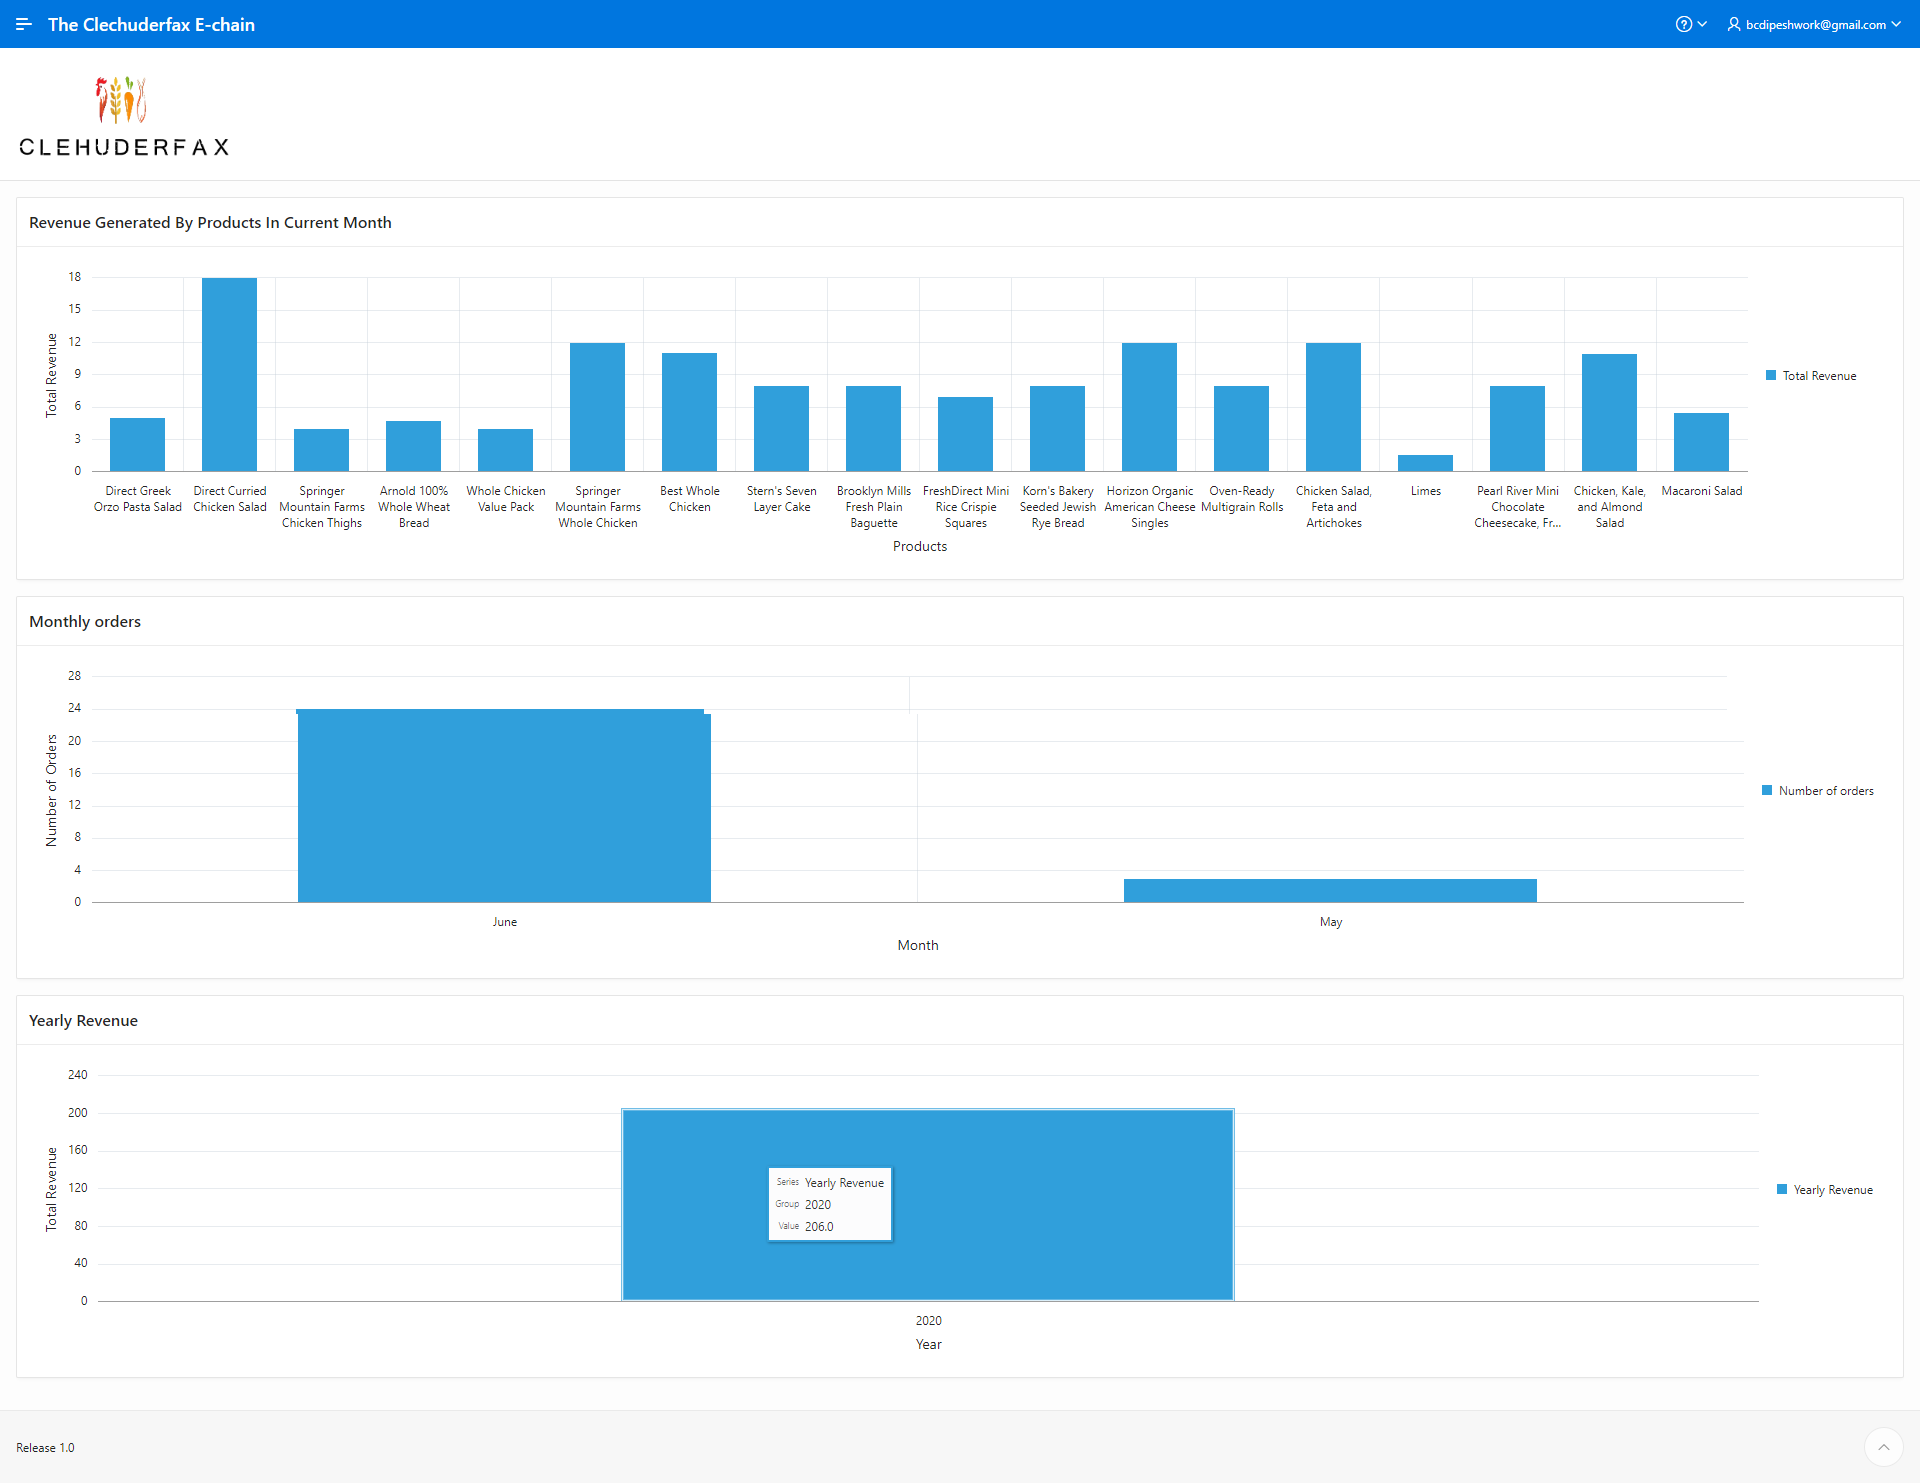 The Clechuderfax E-chain
bcdipeshwork@gmail.com
CLEHUDERFAX
Revenue Generated By Products In Current Month
18
15
12
9
6
3
0
Total Revenue
Direct Greek
Orzo Pasta Salad
Direct Curried
Chicken Salad
Springer
Mountain Farms
Chicken Thighs
Arnold 100%
Whole Wheat
Bread
Whole Chicken
Value Pack
Springer
Mountain Farms
Whole Chicken
Best Whole
Chicken
Stern's Seven
Layer Cake
Brooklyn Mills
Fresh Plain
Baguette
FreshDirect Mini
Rice Crispie
Squares
Korn's Bakery
Seeded Jewish
Rye Bread
Horizon Organic
American Cheese
Singles
Oven-Ready
Multigrain Rolls
Chicken Salad,
Feta and
Artichokes
Limes
Pearl River Mini
Chocolate
Cheesecake, Fr...
Chicken, Kale,
and Almond
Salad
Macaroni Salad
Products
Total Revenue
Monthly orders
28
24
20
16
12
8
4
0
Number of Orders
June
May
Month
Number of orders
Yearly Revenue
240
200
160
120
80
40
0
Total Revenue
Series Yearly Revenue
Group 2020
Value 206.0
2020
Year
Yearly Revenue
Release 1.0